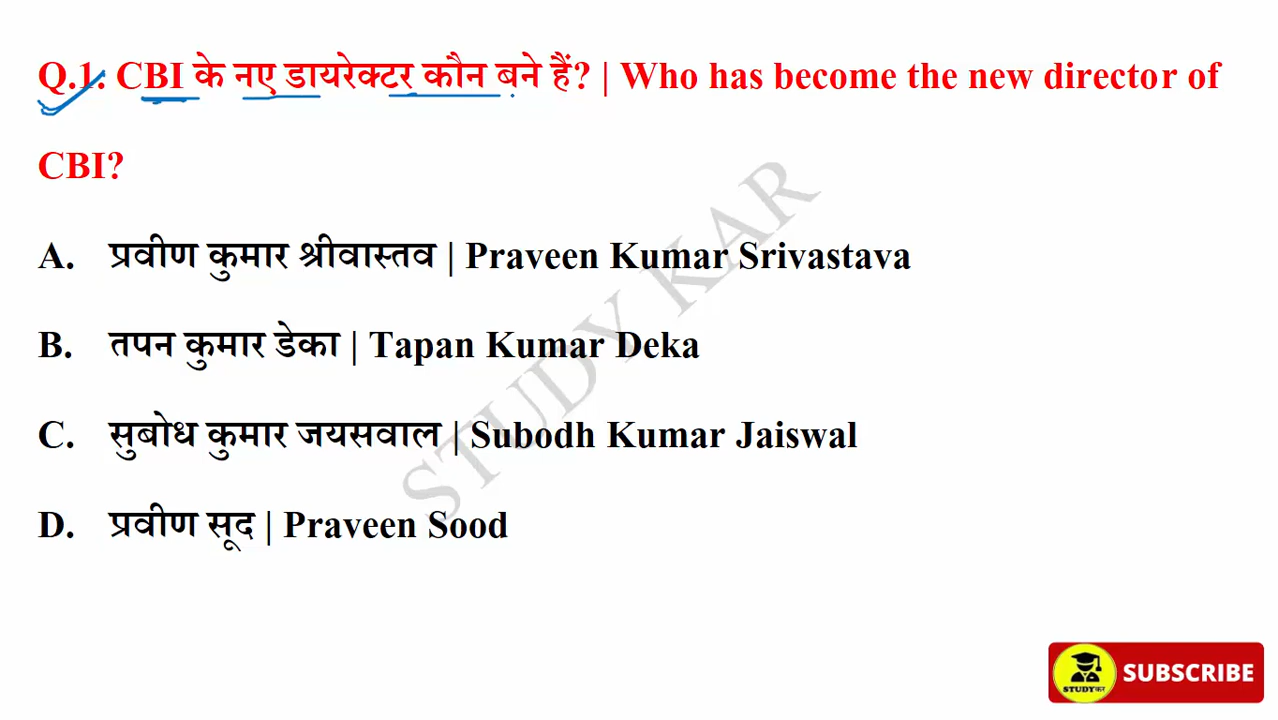 Q.1. CBI के नए डायरेक्टर कौन बने हैं? | Who has become the new director of
CBI?
A. प्रवीण कुमार श्रीवास्तव | Praveen Kumar Srivastava
B. तपन कुमार डेका | Tapan Kumar Deka
C. सुबोध कुमार जयसवाल | Subodh Kumar Jaiswal
D. प्रवीण सूद | Praveen Sood
STUDY KAR
STUDYकर
SUBSCRIBE